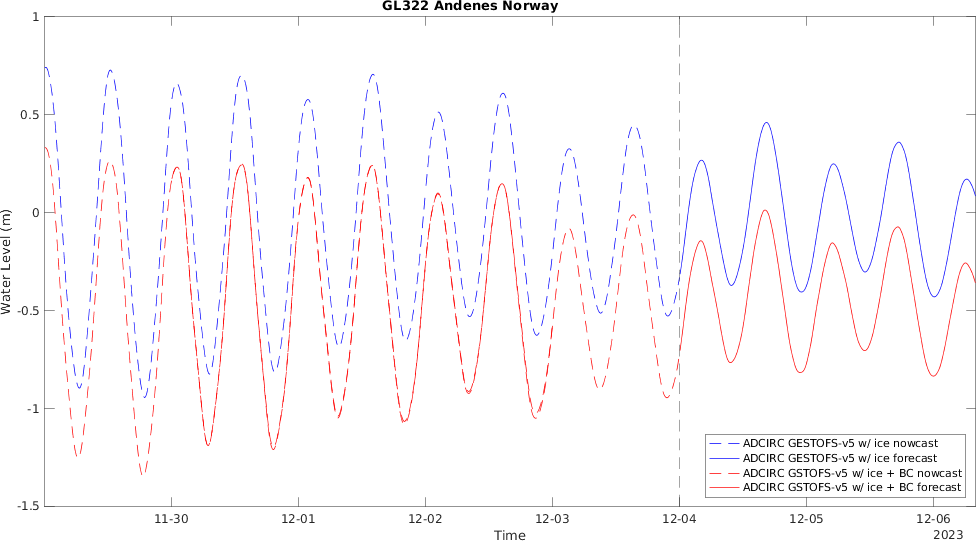 GL322 Andenes Norway
1
0.5
0
-0.5
-1
-1.5
Water Level (m)
11-30
12-01
12-02
12-03
12-04
12-05
12-06
Time
2023
ADCIRC GESTOFS-v5 w/ ice nowcast
ADCIRC GESTOFS-v5 w/ ice forecast
ADCIRC GSTOFS-v5 w/ ice + BC nowcast
ADCIRC GSTOFS-v5 w/ ice + BC forecast